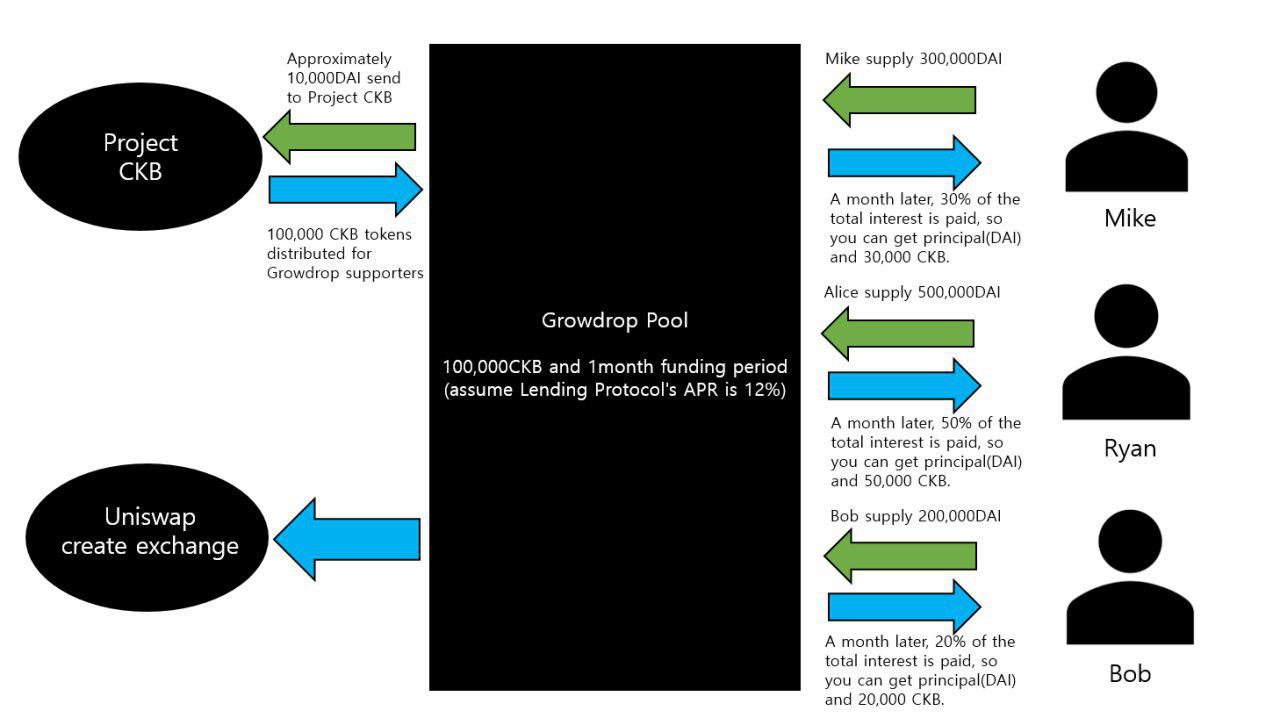 Approximately
10,000DAI send
to Project CKB
Project
CKB
100,000 CKB tokens
distributed for
Growdrop supporters
Uniswap
create exchange
Growdrop Pool
100,000CKB and 1month funding period
(assume Lending Protocol's APR is 12%)
Mike supply 300,000DAI
A month later, 30% of the
total interest is paid, so
you can get principal(DAI)
and 30,000 CKB.
Mike
Alice supply 500,000DAI
A month later, 50% of the
total interest is paid, so
you can get principal(DAI)
and 50,000 CKB.
Ryan
Bob supply 200,000DAI
A month later, 20% of the
total interest is paid, so
you can get principal(DAI)
and 20,000 CKB.
Bob